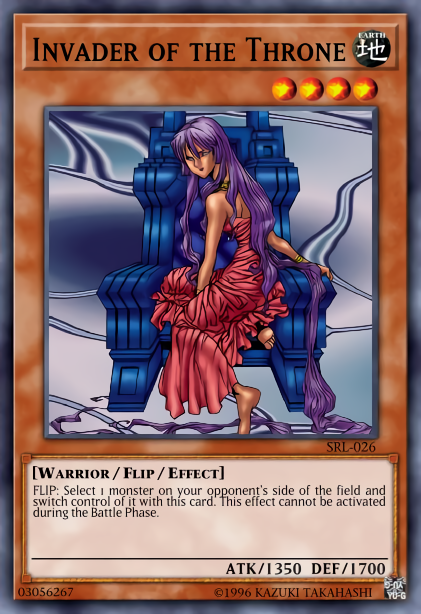 INVADER OF THE THRONE
EARTH
地
SRL-026
[WARRIOR / FLIP / EFFECT]
FLIP: Select 1 monster on your opponent's side of the field and
switch control of it with this card. This effect cannot be activated
during the Battle Phase.
ATK/1350 DEF/1700
03056267
©1996 KAZUKI TAKAHASHI